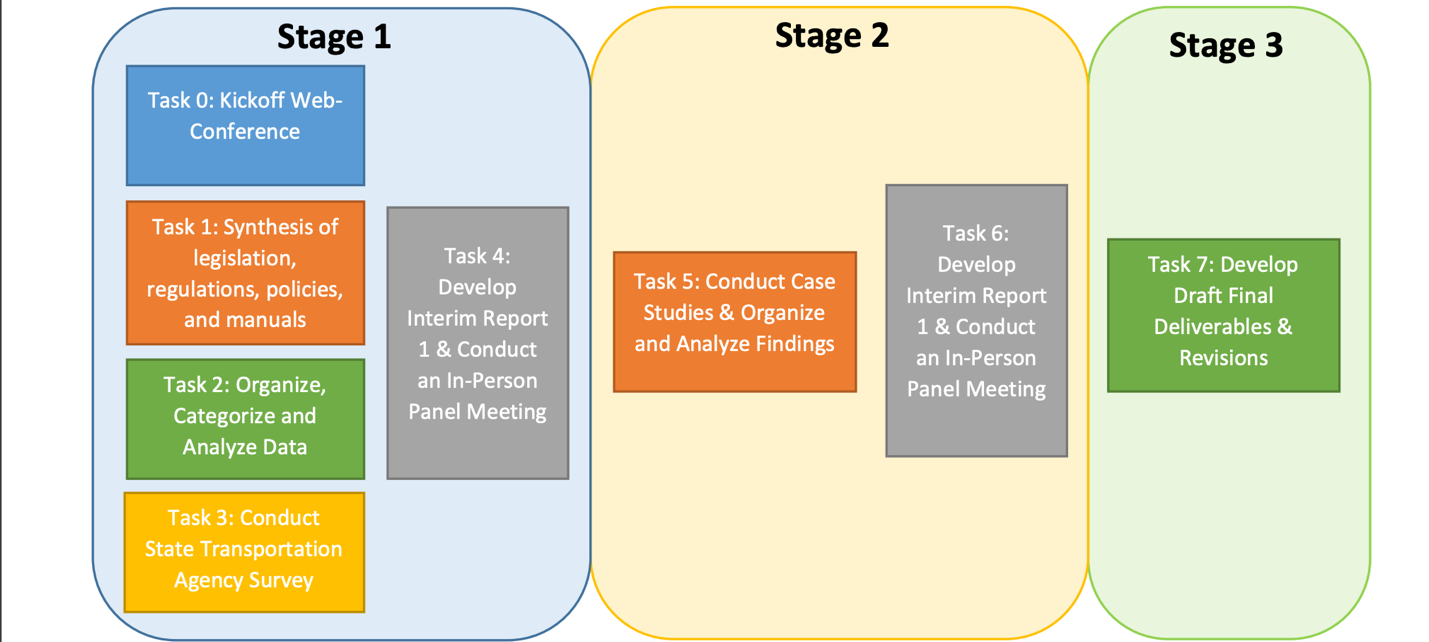 Stage 1
Task 0: Kickoff Web-
Conference
Task 1: Synthesis of
legislation,
regulations, policies,
and manuals
Task 2: Organize,
Categorize and
Analyze Data
Task 3: Conduct
State Transportation
Agency Survey
Task 4:
Develop
Interim Report
1 & Conduct
an In-Person
Panel Meeting
Stage 2
Task 5: Conduct Case
Studies & Organize
and Analyze Findings
Task 6:
Develop
Interim Report
1 & Conduct
an In-Person
Panel Meeting
Stage 3
Task 7: Develop
Draft Final
Deliverables &
Revisions